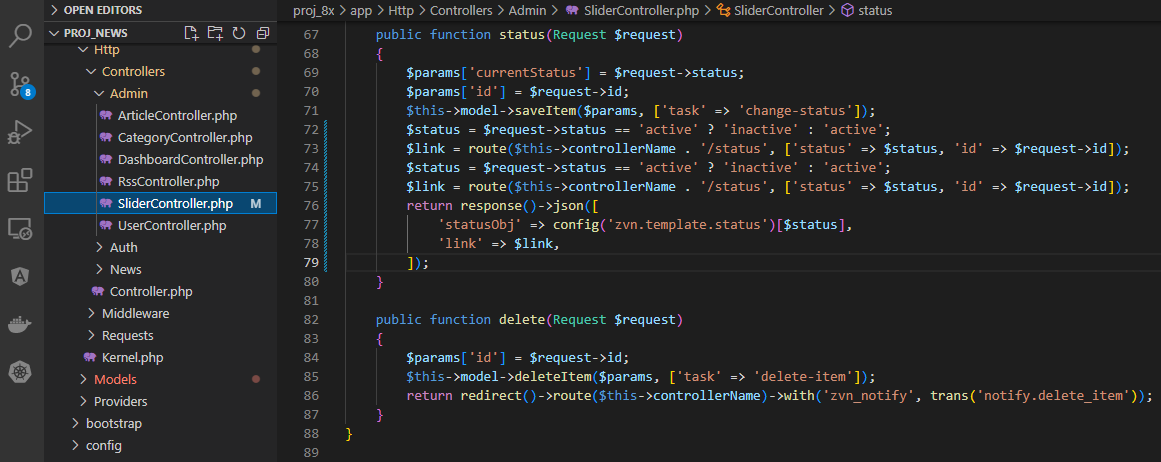 OPEN EDITORS
PROJ_NEWS
Http
Controllers
Admin
ArticleController.php
CategoryController.php
DashboardController.php
RssController.php
SliderController.php M
UserController.php
Auth
News
Controller.php
Middleware
Requests
Kernel.php
Models
Providers
bootstrap
config
8
proj_8x > app > Http > Controllers > Admin > SliderController.php > SliderController > status
67 public function status(Request $request)
68 {
69 $params['currentStatus'] = $request->status;
70 $params['id'] = $request->id;
71 $this->model->saveItem($params, ['task' => 'change-status']);
72 $status = $request->status == 'active' ? 'inactive' : 'active';
73 $link = route($this->controllerName . '/status', ['status' => $status, 'id' => $request->id]);
74 $status = $request->status == 'active' ? 'inactive' : 'active';
75 $link = route($this->controllerName . '/status', ['status' => $status, 'id' => $request->id]);
76 return response()->json([
77 'statusObj' => config('zvn.template.status')[$status],
78 'link' => $link,
79 ]);
80 }
81
82 public function delete(Request $request)
83 {
84 $params['id'] = $request->id;
85 $this->model->deleteItem($params, ['task' => 'delete-item']);
86 return redirect()->route($this->controllerName)->with('zvn_notify', trans('notify.delete_item'));
87 }
88 }
89